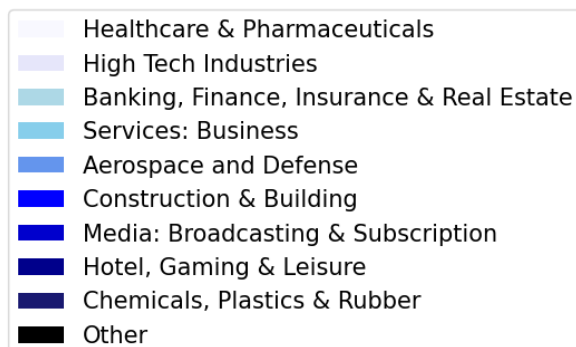 Healthcare & Pharmaceuticals
High Tech Industries
Banking, Finance, Insurance & Real Estate
Services: Business
Aerospace and Defense
Construction & Building
Media: Broadcasting & Subscription
Hotel, Gaming & Leisure
Chemicals, Plastics & Rubber
Other